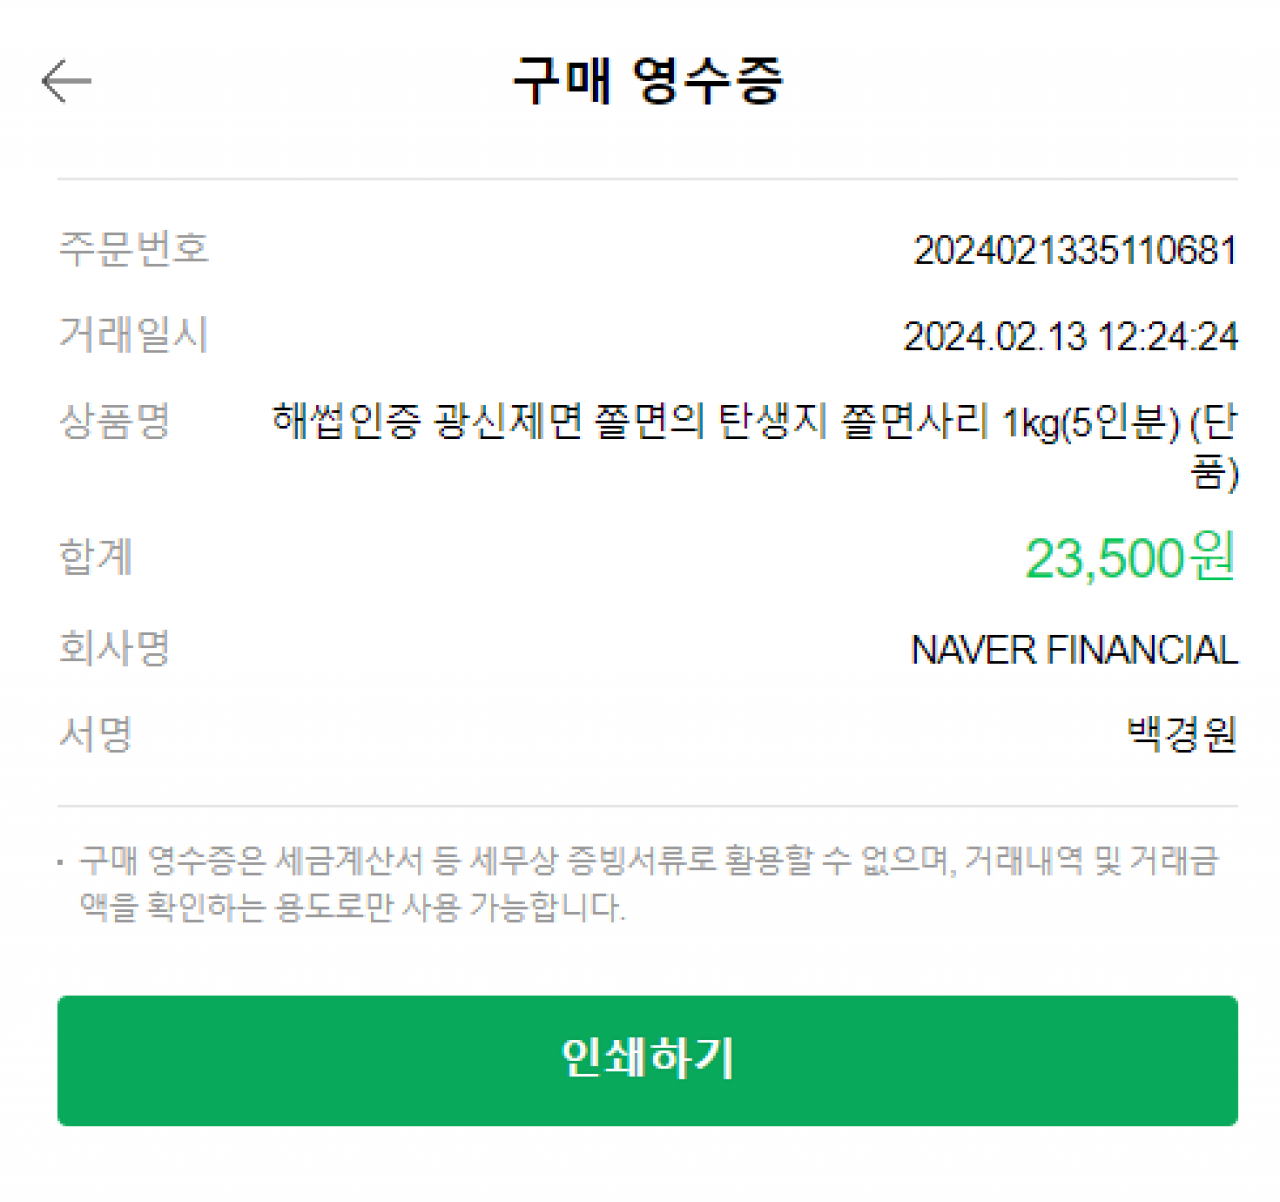 구매 영수증
주문번호 2024021335110681
거래일시 2024.02.13 12:24:24
상품명 해썹인증 광신제면 쫄면의 탄생지 쫄면사리 1kg(5인분) (단
품)
합계 23,500원
회사명 NAVER FINANCIAL
서명 백경원
· 구매 영수증은 세금계산서 등 세무상 증빙서류로 활용할 수 없으며, 거래내역 및 거래금
액을 확인하는 용도로만 사용 가능합니다.
인쇄하기